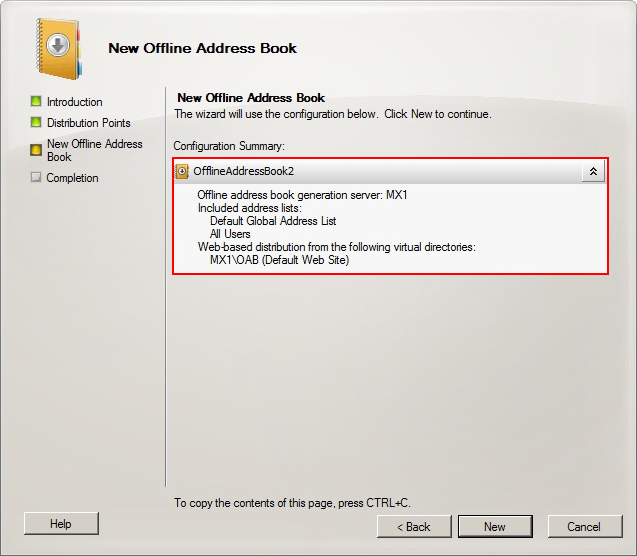 New Offline Address Book
Introduction
Distribution Points
New Offline Address
Book
Completion
New Offline Address Book
The wizard will use the configuration below. Click New to continue.
Configuration Summary:
OfflineAddressBook2
Offline address book generation server: MX1
Included address lists:
Default Global Address List
All Users
Web-based distribution from the following virtual directories:
MX1\OAB (Default Web Site)
To copy the contents of this page, press CTRL+C.
Help
< Back
New
Cancel